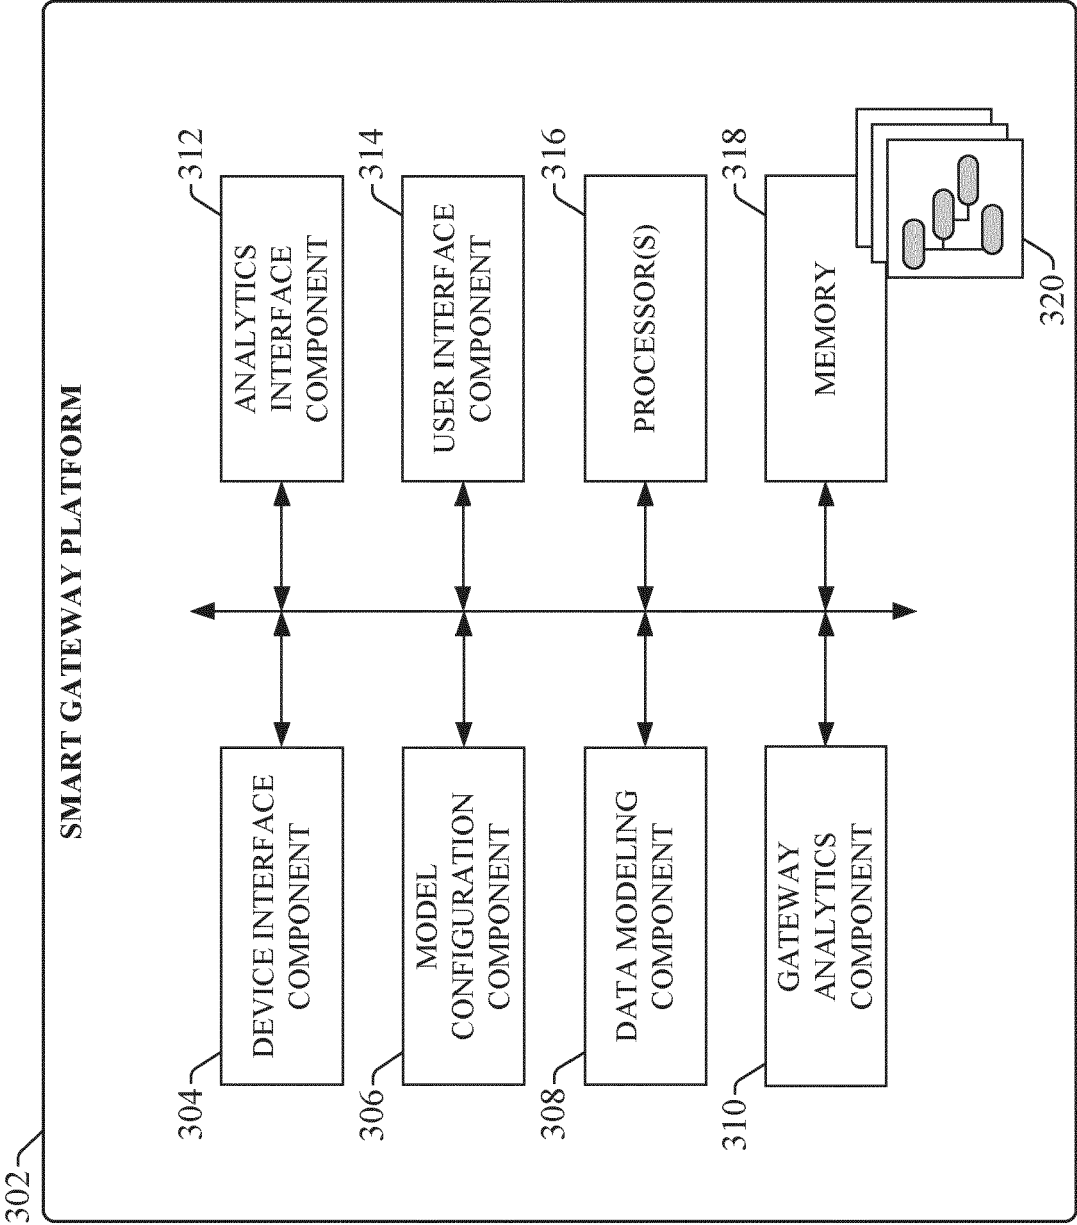 302
SMART GATEWAY PLATFORM
304
DEVICE INTERFACE
COMPONENT
312
ANALYTICS
INTERFACE
COMPONENT
306
MODEL
CONFIGURATION
COMPONENT
314
USER INTERFACE
COMPONENT
308
DATA MODELING
COMPONENT
316
PROCESSOR(S)
310
GATEWAY
ANALYTICS
COMPONENT
318
MEMORY
320